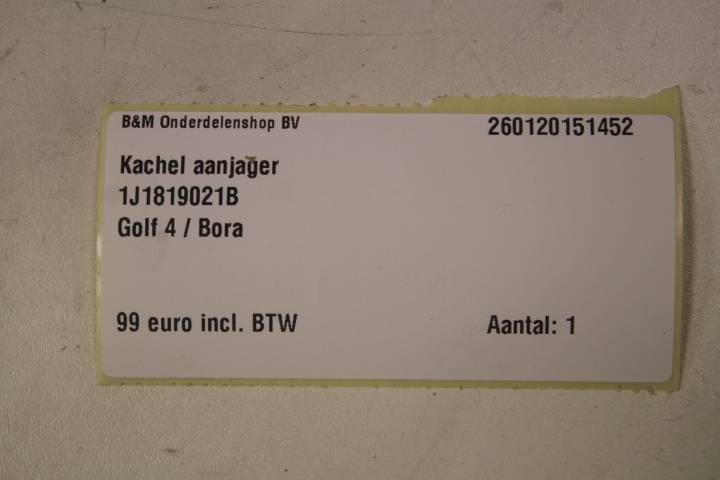 B&M Onderdelenshop BV 260120151452
Kachel aanjager
1J1819021B
Golf 4 / Bora
99 euro incl. BTW Aantal: 1